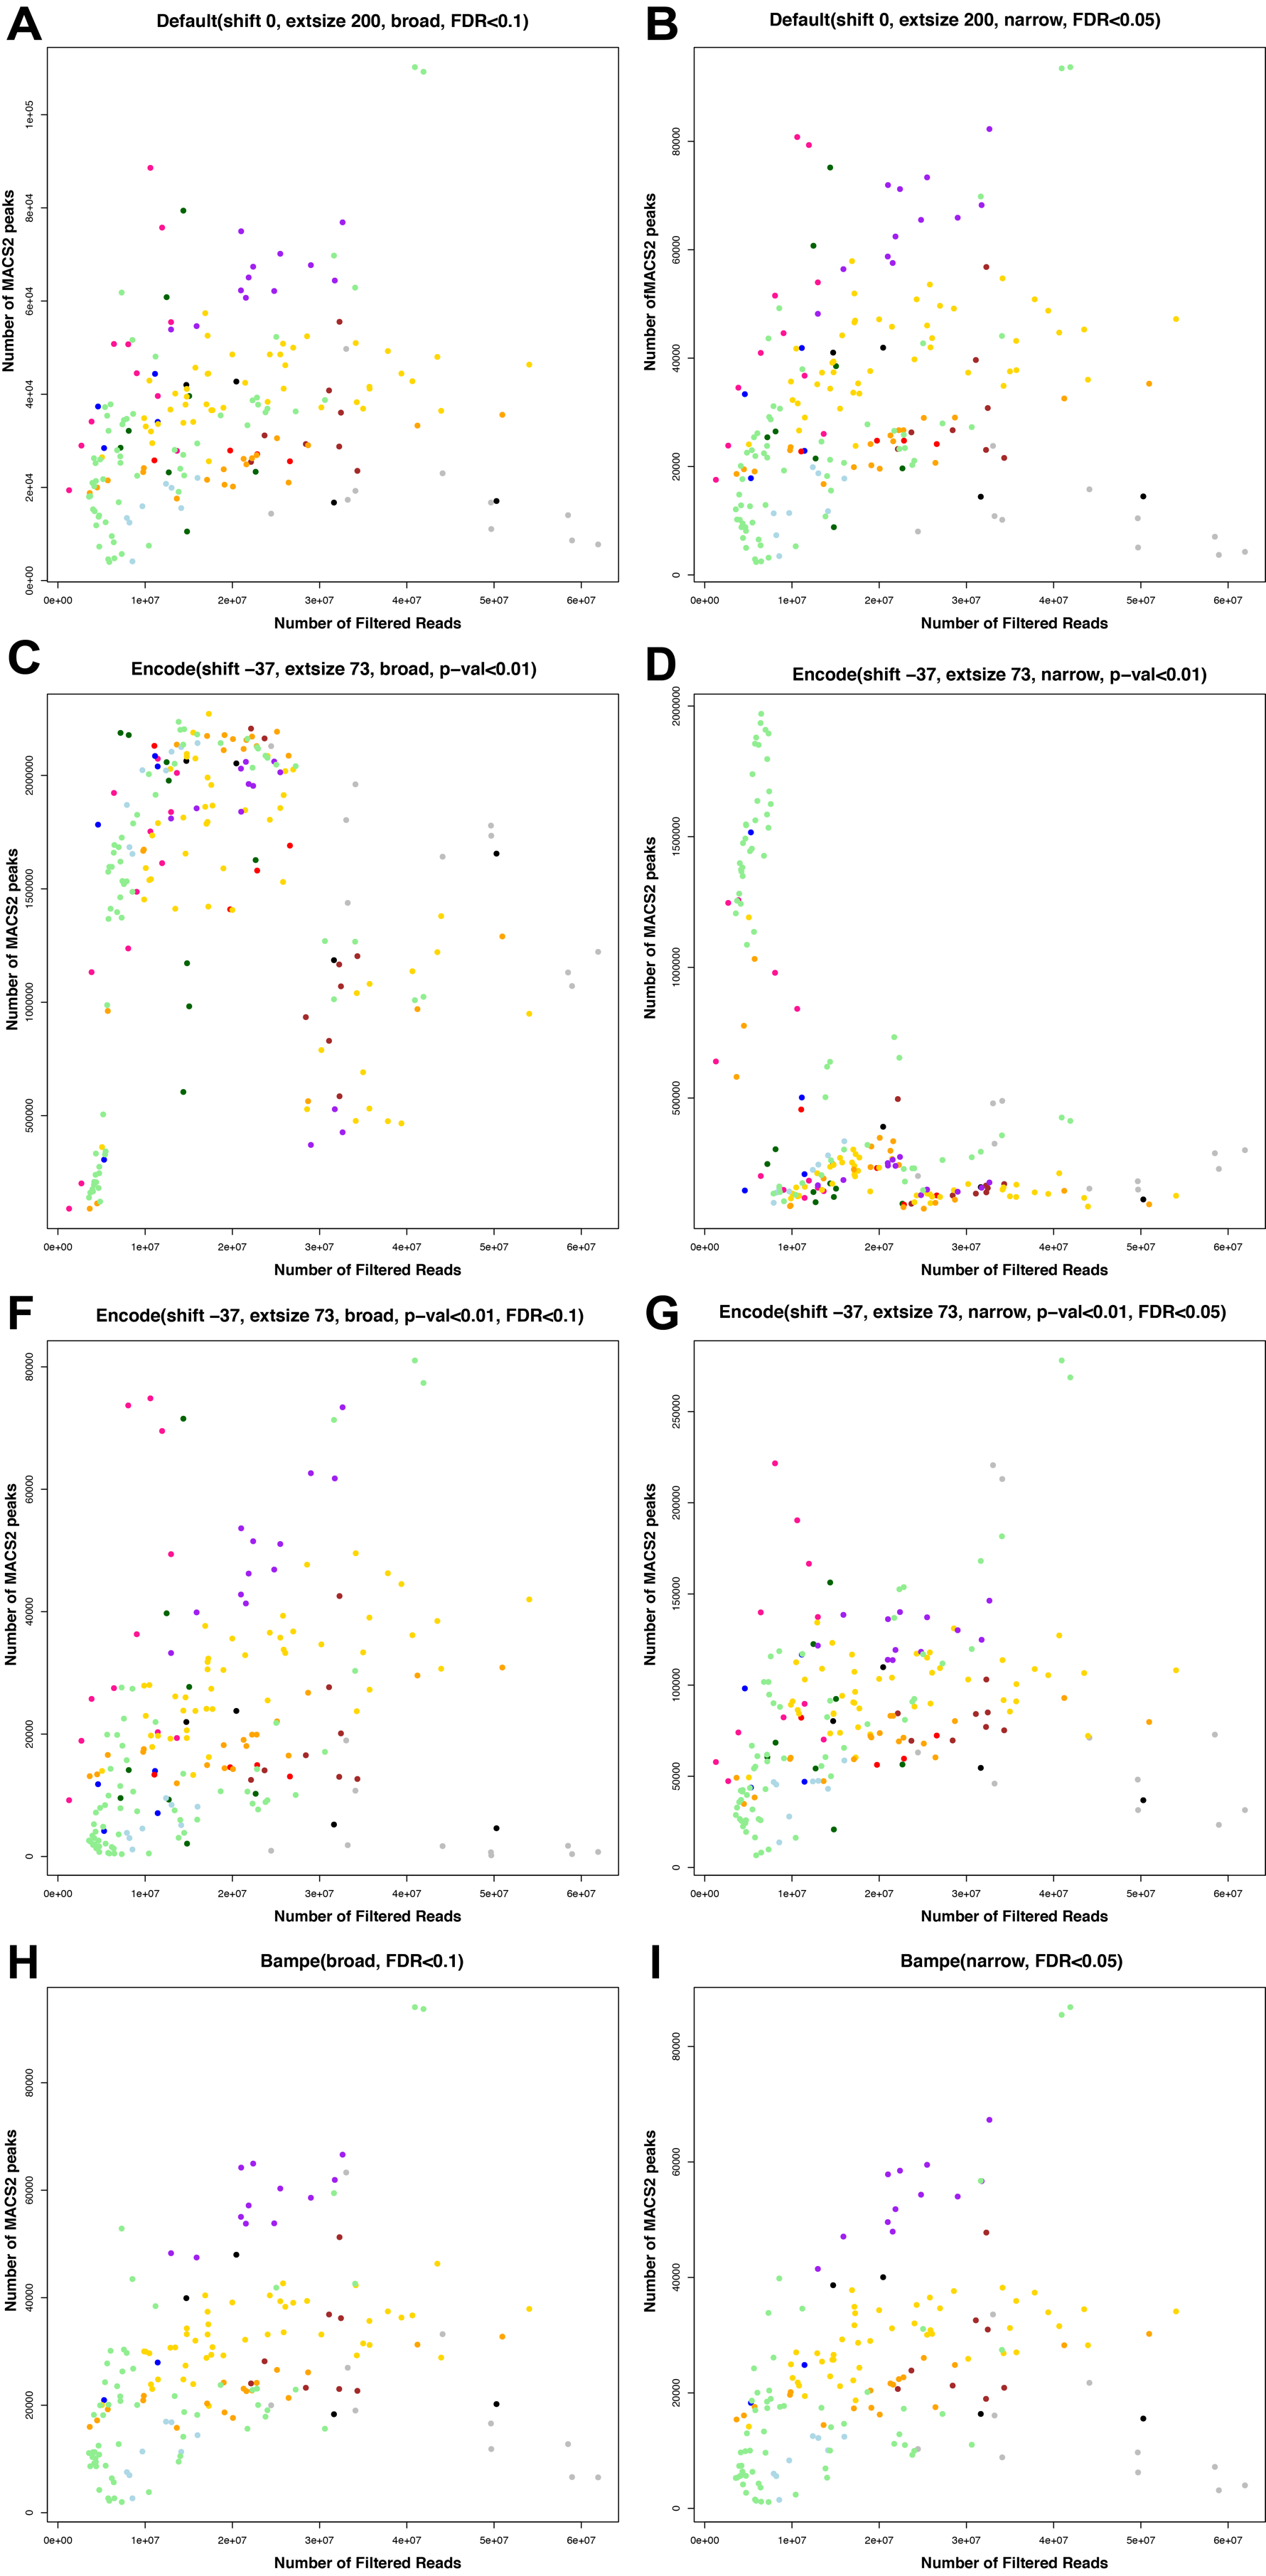 A
Default(shift 0, extsize 200, broad, FDR<0.1)
Number of MACS2 peaks
0e+00 2e+04 4e+04 6e+04 8e+04 1e+05
0e+00 1e+07 2e+07 3e+07 4e+07 5e+07 6e+07
Number of Filtered Reads
B
Default(shift 0, extsize 200, narrow, FDR<0.05)
Number ofMACS2 peaks
0 20000 40000 60000 80000
0e+00 1e+07 2e+07 3e+07 4e+07 5e+07 6e+07
Number of Filtered Reads
C
Encode(shift −37, extsize 73, broad, p−val<0.01)
Number of MACS2 peaks
500000 1000000 1500000 2000000
0e+00 1e+07 2e+07 3e+07 4e+07 5e+07 6e+07
Number of Filtered Reads
D
Encode(shift −37, extsize 73, narrow, p−val<0.01)
Number of MACS2 peaks
500000 1000000 1500000 2000000
0e+00 1e+07 2e+07 3e+07 4e+07 5e+07 6e+07
Number of Filtered Reads
F
Encode(shift −37, extsize 73, broad, p−val<0.01, FDR<0.1)
Number of MACS2 peaks
0 20000 40000 60000 80000
0e+00 1e+07 2e+07 3e+07 4e+07 5e+07 6e+07
Number of Filtered Reads
G
Encode(shift −37, extsize 73, narrow, p−val<0.01, FDR<0.05)
Number of MACS2 peaks
0 50000 100000 150000 200000 250000
0e+00 1e+07 2e+07 3e+07 4e+07 5e+07 6e+07
Number of Filtered Reads
H
Bampe(broad, FDR<0.1)
Number of MACS2 peaks
0 20000 40000 60000 80000
0e+00 1e+07 2e+07 3e+07 4e+07 5e+07 6e+07
Number of Filtered Reads
I
Bampe(narrow, FDR<0.05)
Number of MACS2 peaks
0 20000 40000 60000 80000
0e+00 1e+07 2e+07 3e+07 4e+07 5e+07 6e+07
Number of Filtered Reads